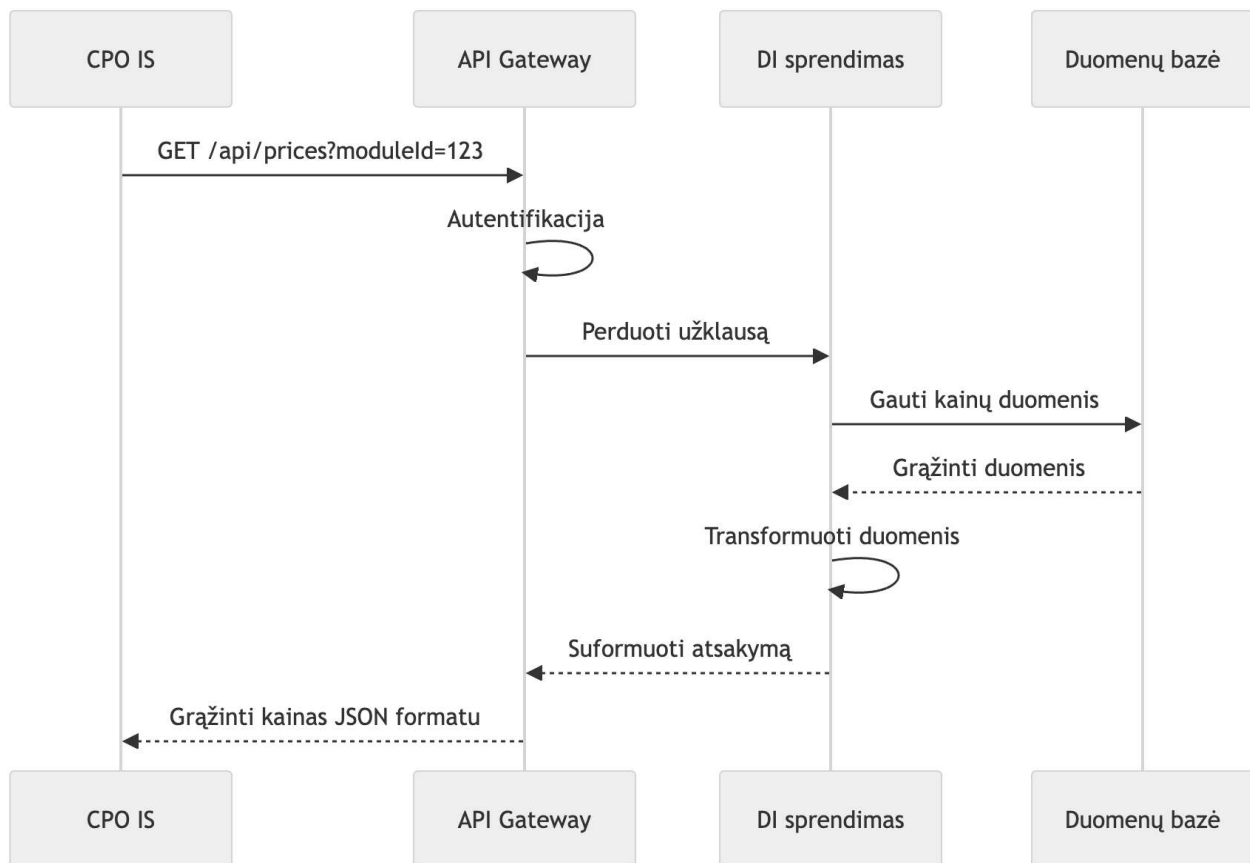 CPO IS
API Gateway
DI sprendimas
Duomenų bazė
GET /api/prices?moduleId=123
Autentifikacija
Perduoti užklausą
Gauti kainų duomenis
Grąžinti duomenis
Transformuoti duomenis
Suformuoti atsakymą
Grąžinti kainas JSON formatu
CPO IS
API Gateway
DI sprendimas
Duomenų bazė